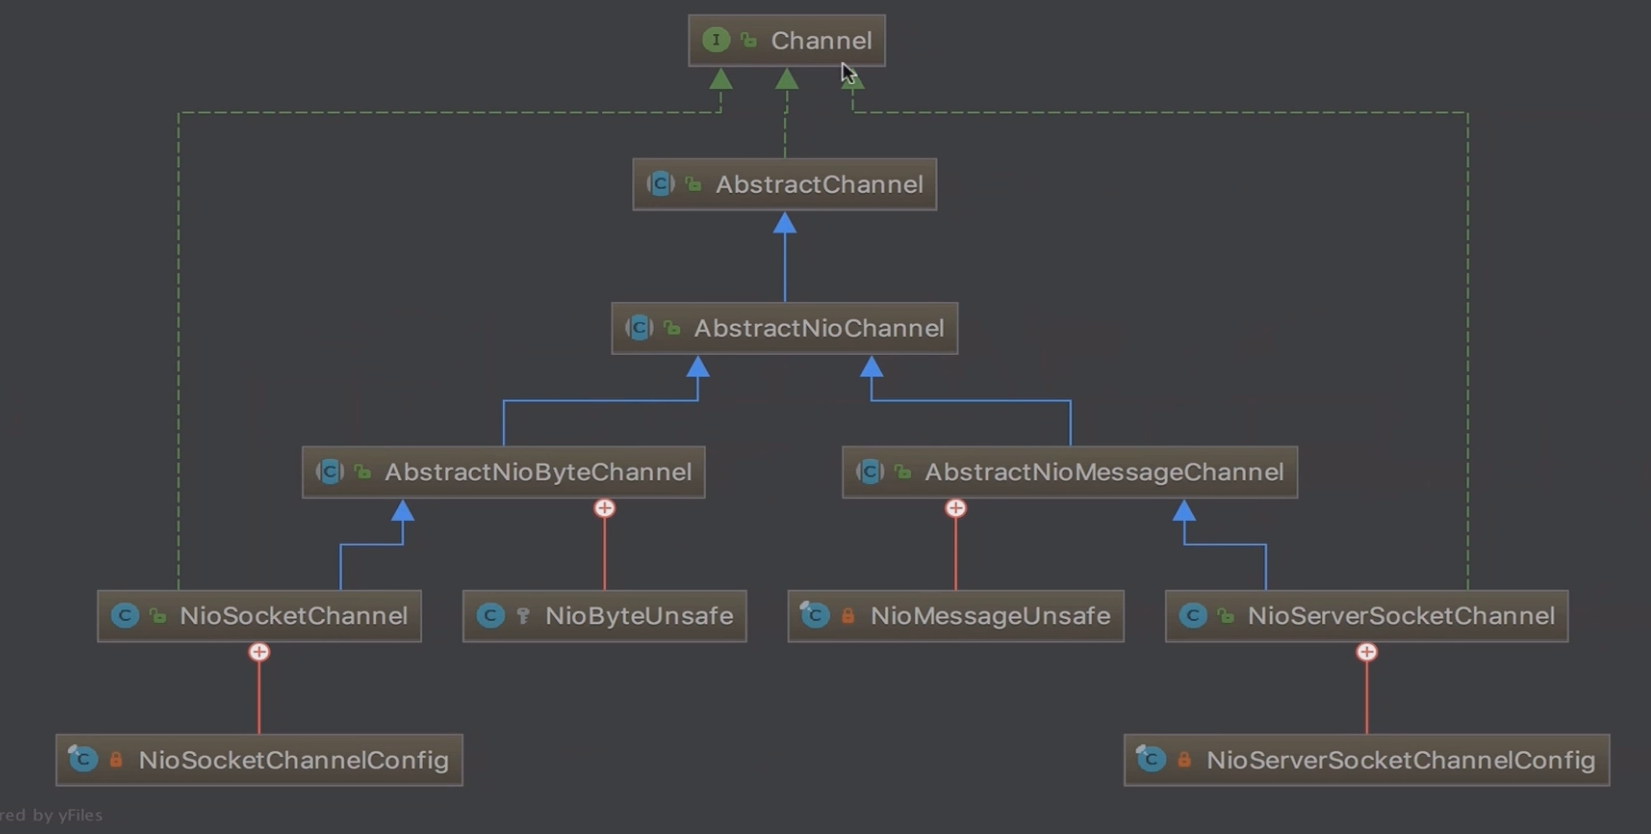 I Channel
C AbstractChannel
C AbstractNioChannel
C AbstractNioByteChannel
C AbstractNioMessageChannel
C NioSocketChannel
C NioByteUnsafe
C NioMessageUnsafe
C NioServerSocketChannel
C NioSocketChannelConfig
C NioServerSocketChannelConfig
red by yFiles